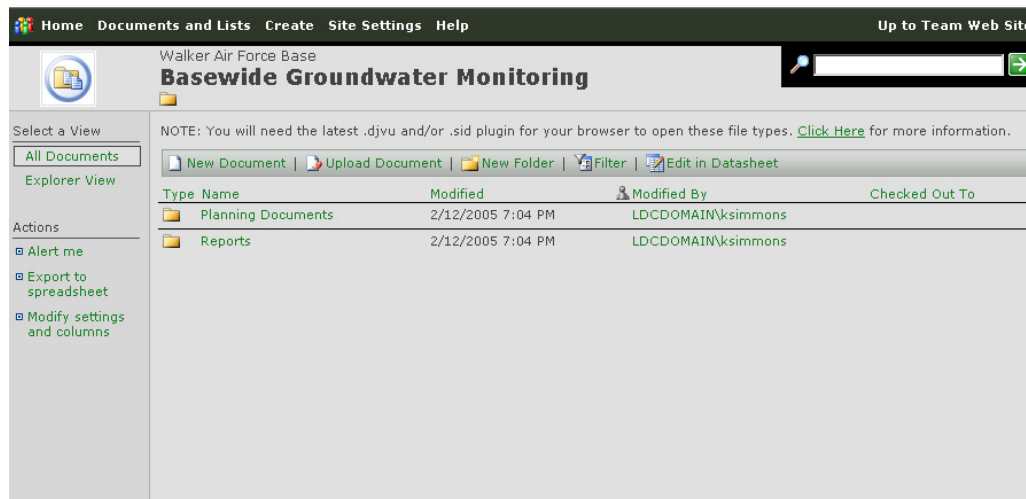 Home Documents and Lists Create Site Settings Help Up to Team Web Site
Walker Air Force Base
Basewide Groundwater Monitoring
Select a View
NOTE: You will need the latest .djvu and/or .sid plugin for your browser to open these file types. Click Here for more information.
All Documents
Explorer View
New Document | Upload Document | New Folder | Filter | Edit in Datasheet
Type Name Modified Modified By Checked Out To
Planning Documents 2/12/2005 7:04 PM LDCDOMAIN\ksimmons
Reports 2/12/2005 7:04 PM LDCDOMAIN\ksimmons
Actions
Alert me
Export to
spreadsheet
Modify settings
and columns